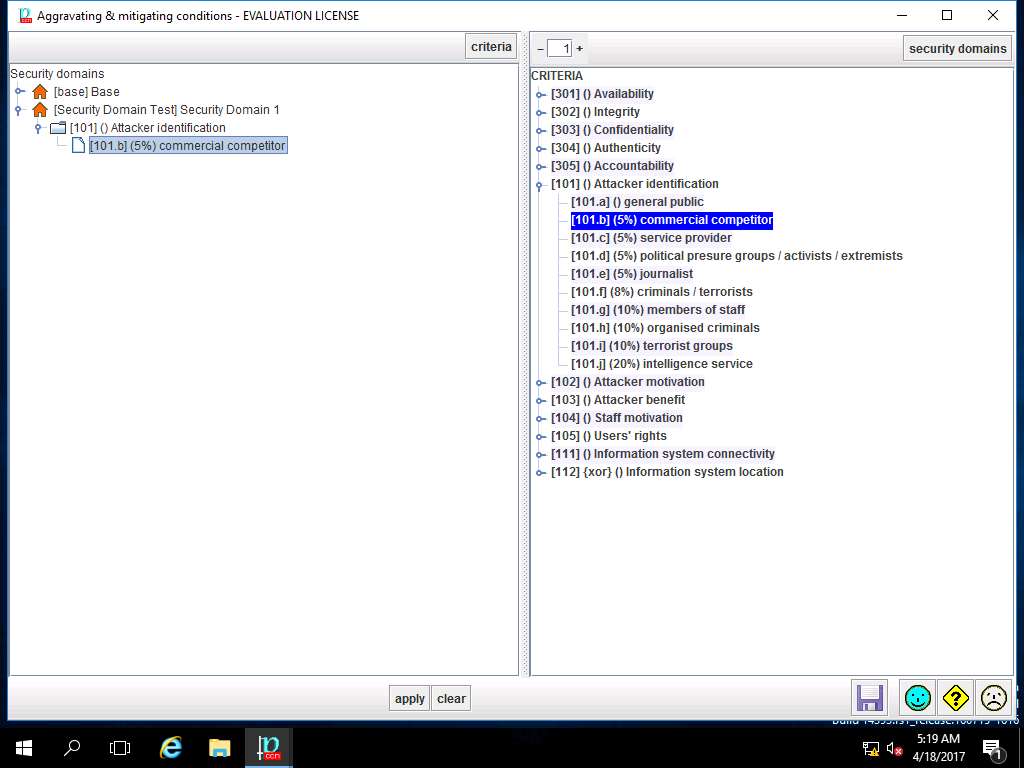 Aggravating & mitigating conditions - EVALUATION LICENSE
criteria
Security domains
[base] Base
[Security Domain Test] Security Domain 1
[101] () Attacker identification
[101.b] (5%) commercial competitor
apply
clear
– 1 +
security domains
CRITERIA
[301] () Availability
[302] () Integrity
[303] () Confidentiality
[304] () Authenticity
[305] () Accountability
[101] () Attacker identification
[101.a] () general public
[101.b] (5%) commercial competitor
[101.c] (5%) service provider
[101.d] (5%) political presure groups / activists / extremists
[101.e] (5%) journalist
[101.f] (8%) criminals / terrorists
[101.g] (10%) members of staff
[101.h] (10%) organised criminals
[101.i] (10%) terrorist groups
[101.j] (20%) intelligence service
[102] () Attacker motivation
[103] () Attacker benefit
[104] () Staff motivation
[105] () Users' rights
[111] () Information system connectivity
[112] {xor} () Information system location
?
5:19 AM
4/18/2017
1